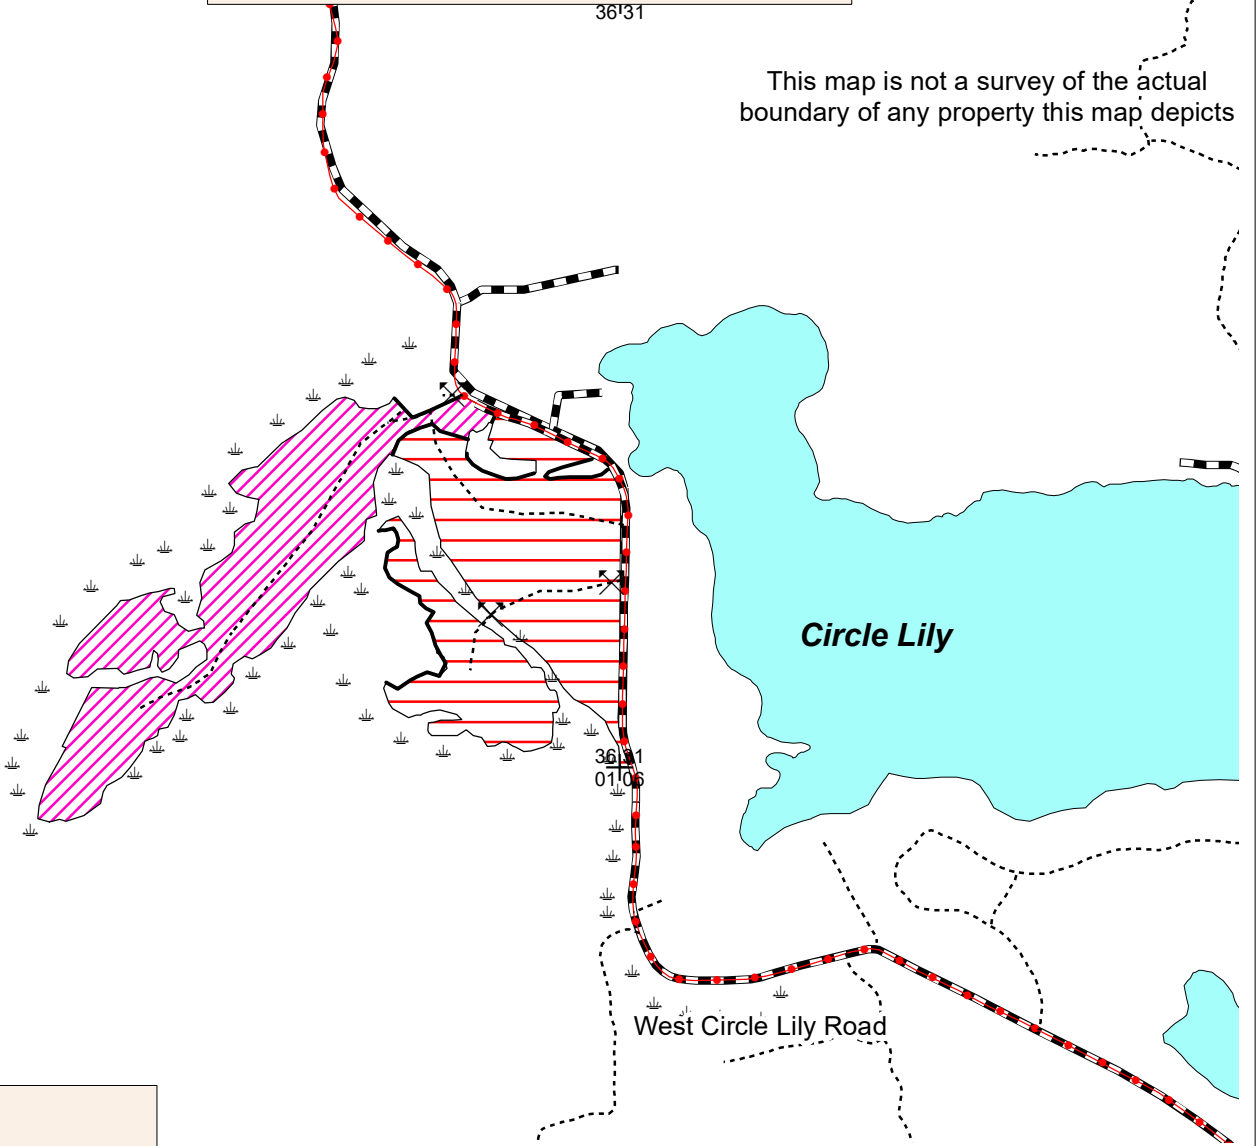 36 31
This map is not a survey of the actual
boundary of any property this map depicts
Circle Lily
36 31
01 06
West Circle Lily Road